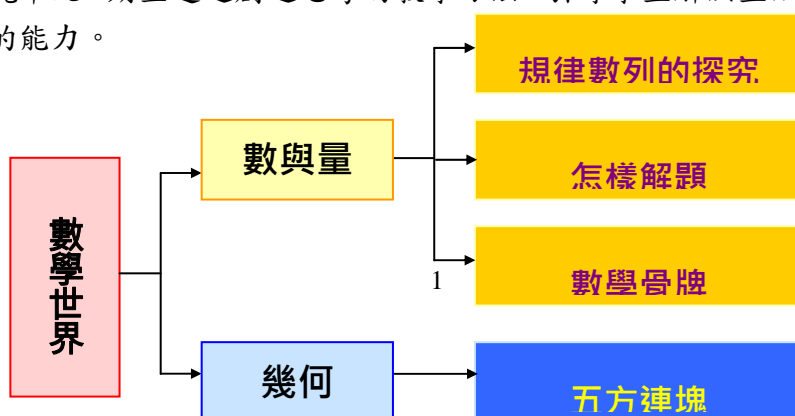 的能力。
規律數列的探究
數與量
怎樣解題
數學世界
1
數學骨牌
幾何
五方連塊